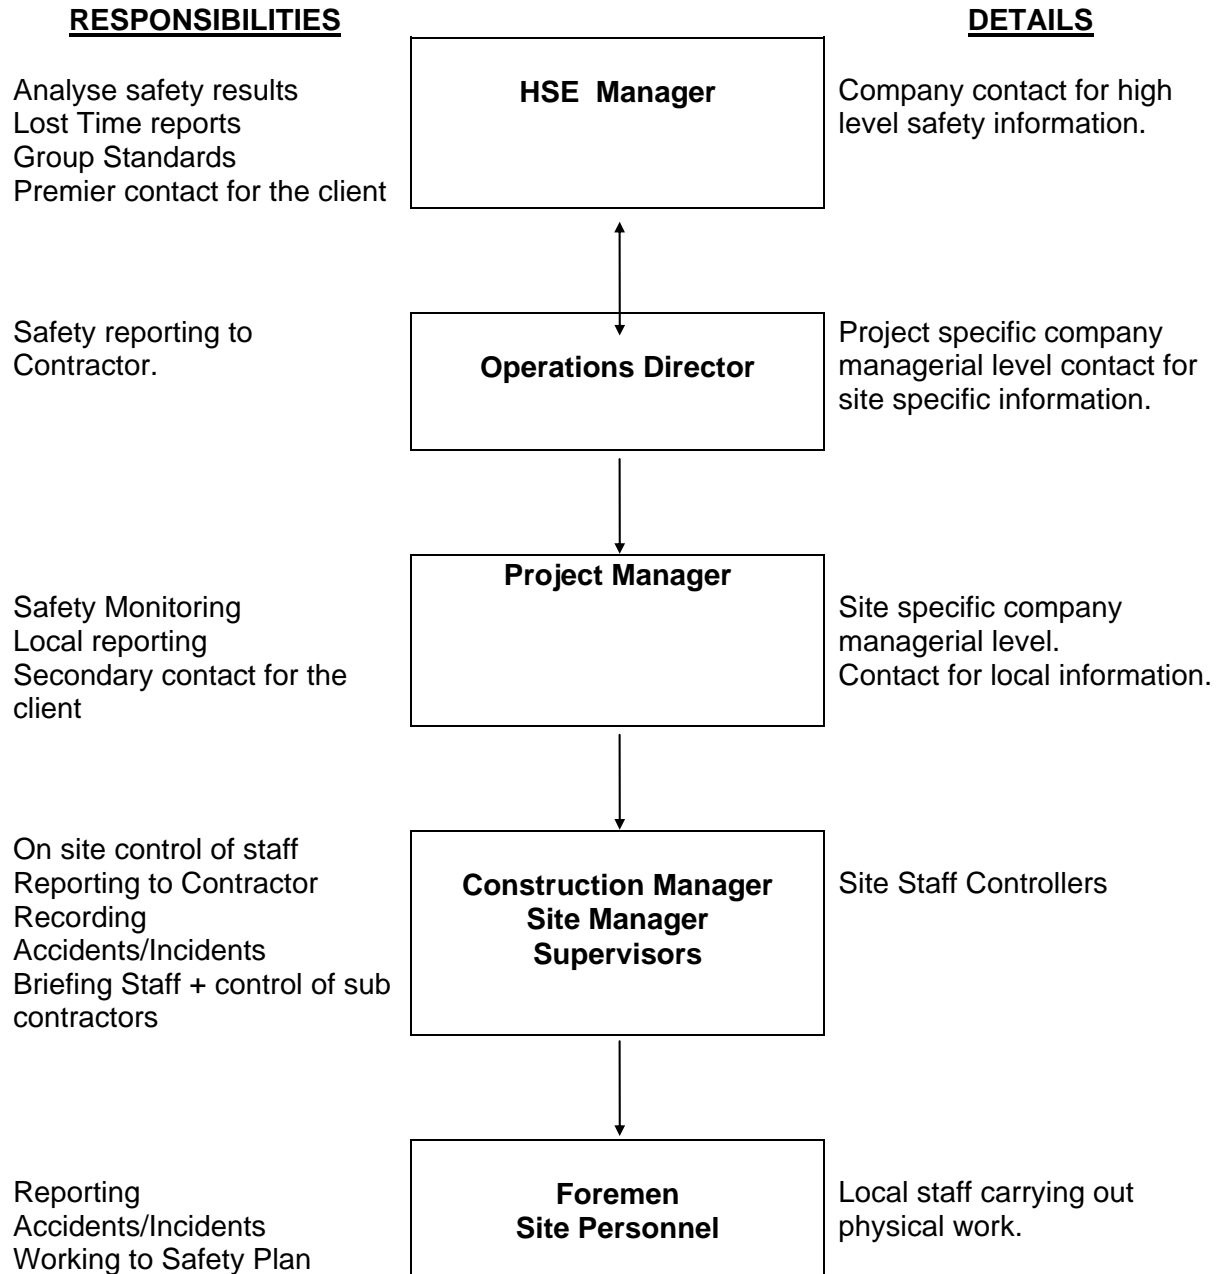 RESPONSIBILITIES
DETAILS
Analyse safety results
Lost Time reports
Group Standards
Premier contact for the client
HSE  Manager
Company contact for high
level safety information.
Safety reporting to
Contractor.
Operations Director
Project specific company
managerial level contact for
site specific information.
Safety Monitoring
Local reporting
Secondary contact for the
client
Project Manager
Site specific company
managerial level.
Contact for local information.
On site control of staff
Reporting to Contractor
Recording
Accidents/Incidents
Briefing Staff + control of sub
contractors
Construction Manager
Site Manager
Supervisors
Site Staff Controllers
Reporting
Accidents/Incidents
Working to Safety Plan
Foremen
Site Personnel
Local staff carrying out
physical work.